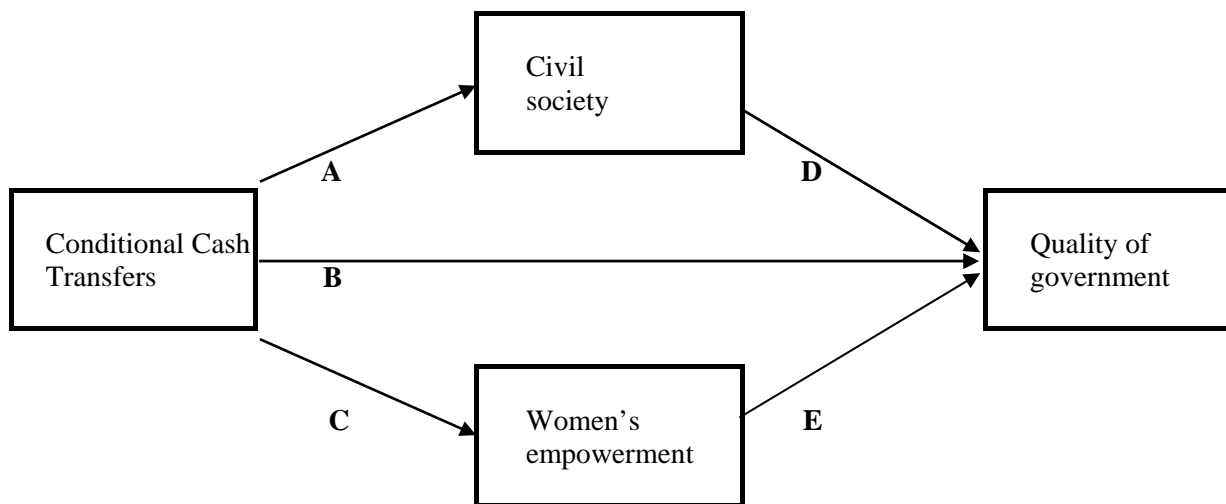 Civil
society
A
D
Conditional Cash
Transfers
B
Quality of
government
C
Women’s
empowerment
E